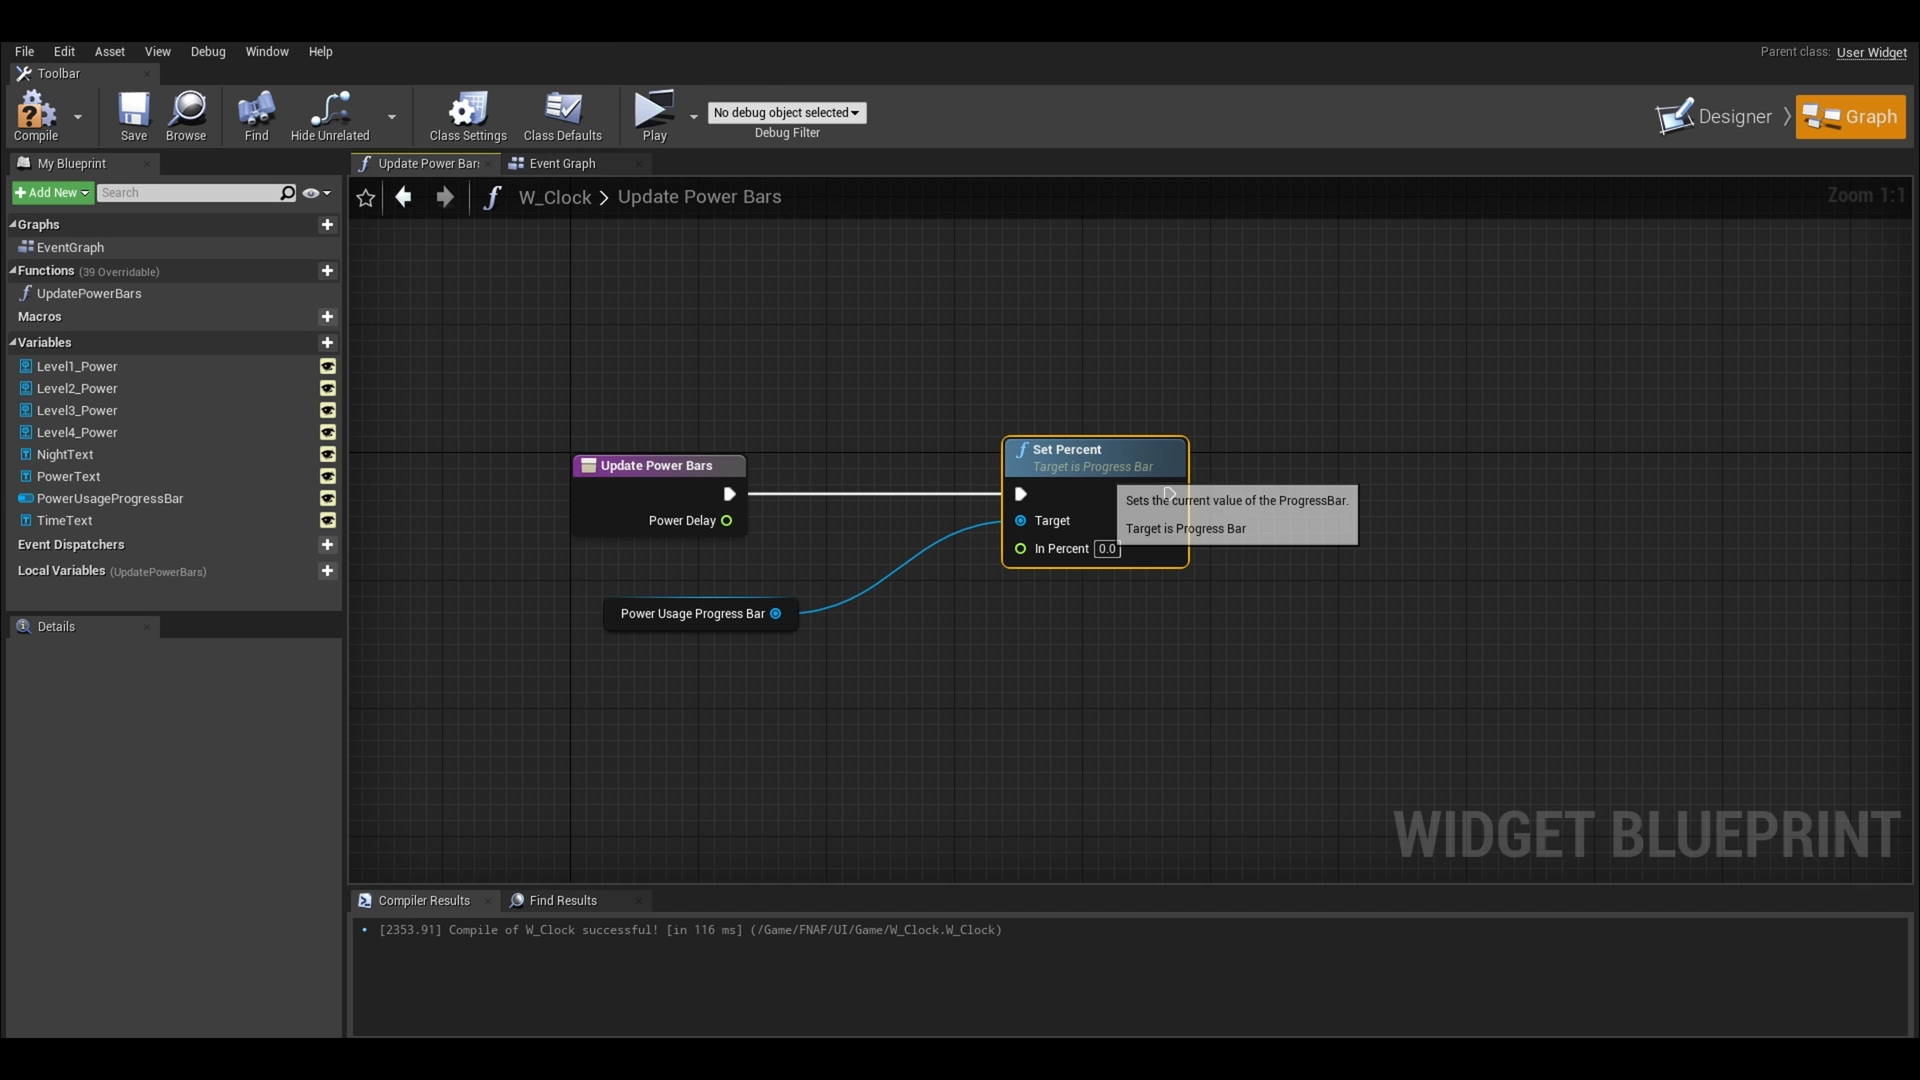 File Edit Asset View Debug Window Help
Parent class: User Widget
Toolbar
Compile
Save
Browse
Find
Hide Unrelated
Class Settings
Class Defaults
Play
No debug object selected
Debug Filter
Designer
Graph
My Blueprint
Update Power Bars
Event Graph
Add New
Search
W_Clock > Update Power Bars
Zoom 1:1
Graphs
EventGraph
Functions (39 Overridable)
UpdatePowerBars
Macros
Variables
Level1_Power
Level2_Power
Level3_Power
Level4_Power
NightText
PowerText
PowerUsageProgressBar
TimeText
Event Dispatchers
Local Variables (UpdatePowerBars)
Details
Update Power Bars
Power Delay
Power Usage Progress Bar
Set Percent
Target is Progress Bar
Target
In Percent 0.0
Sets the current value of the ProgressBar.
Target is Progress Bar
WIDGET BLUEPRINT
Compiler Results
Find Results
[2353.91] Compile of W_Clock successful! [in 116 ms] (/Game/FNAF/UI/Game/W_Clock.W_Clock)